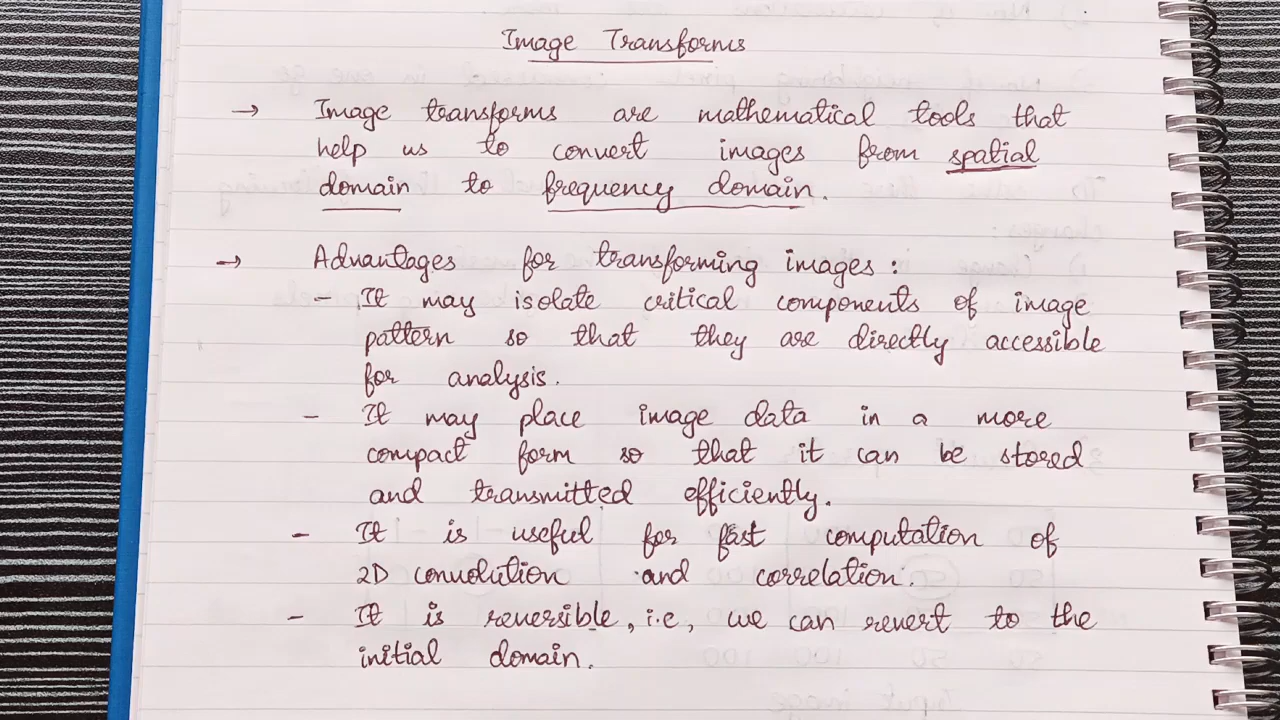 Image Transforms
→ Image transforms are mathematical tools that
help us to convert images from spatial
domain to frequency domain.
→ Advantages for transforming images :
- It may isolate critical components of image
pattern so that they are directly accessible
for analysis.
- It may place image data in a more
compact form so that it can be stored
and transmitted efficiently.
- It is useful for fast computation of
2D convolution and correlation.
- It is reversible, i.e, we can revert to the
initial domain.